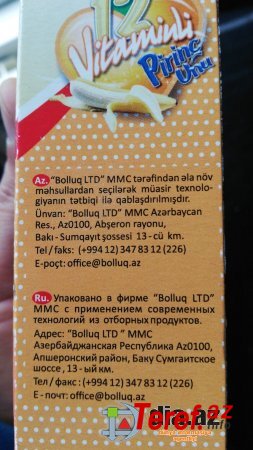 12
Vitaminli
Pirinç
Unu
Az. "Bolluq LTD" MMC tərəfindən əla növ
məhsullardan seçilərək müasir texnolo-
giyanın tətbiqi ilə qablaşdırılmışdır.
Ünvan: "Bolluq LTD" MMC Azərbaycan
Res., Az0100, Abşeron rayonu,
Bakı - Sumqayıt şossesi 13 - cü km.
Tel / faks: (+994 12) 347 83 12 (226)
E-poçt: office@bolluq.az
Ru. Упаковано в фирме "Bolluq LTD"
ММС с применением современных
технологий из отборных продуктов.
Адрес: "Bolluq LTD " ММС
Азербайджанская Республика Az0100,
Апшеронский район, Баку Сумгаитское
шоссе , 13 - ый км.
Тел / факс : (+994 12) 347 83 12 (226)
Е - почт: office@bolluq.az